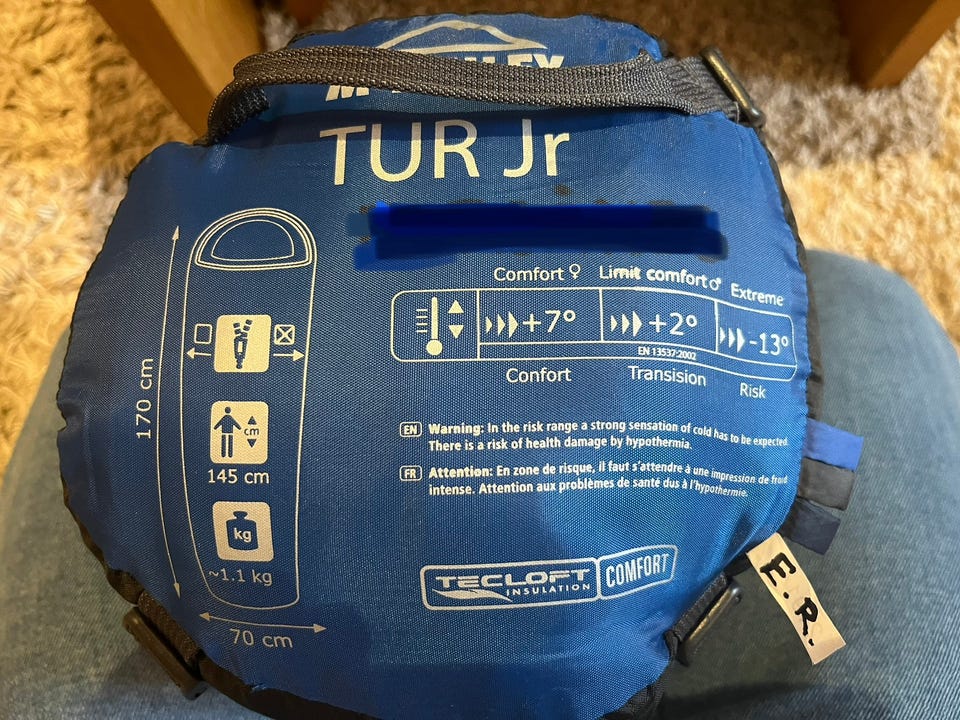 TUR Jr
Comfort ♀ Limit comfort ♂ Extreme
+7° +2° -13°
EN 13537:2002
Confort Transision Risk
170 cm
cm
145 cm
kg
~1.1 kg
70 cm
EN Warning: In the risk range a strong sensation of cold has to be expected.
There is a risk of health damage by hypothermia.
FR Attention: En zone de risque, il faut s'attendre à une impression de froid
intense. Attention aux problèmes de santé dus à l'hypothermie.
TECLOFT COMFORT
INSULATION
E.R.